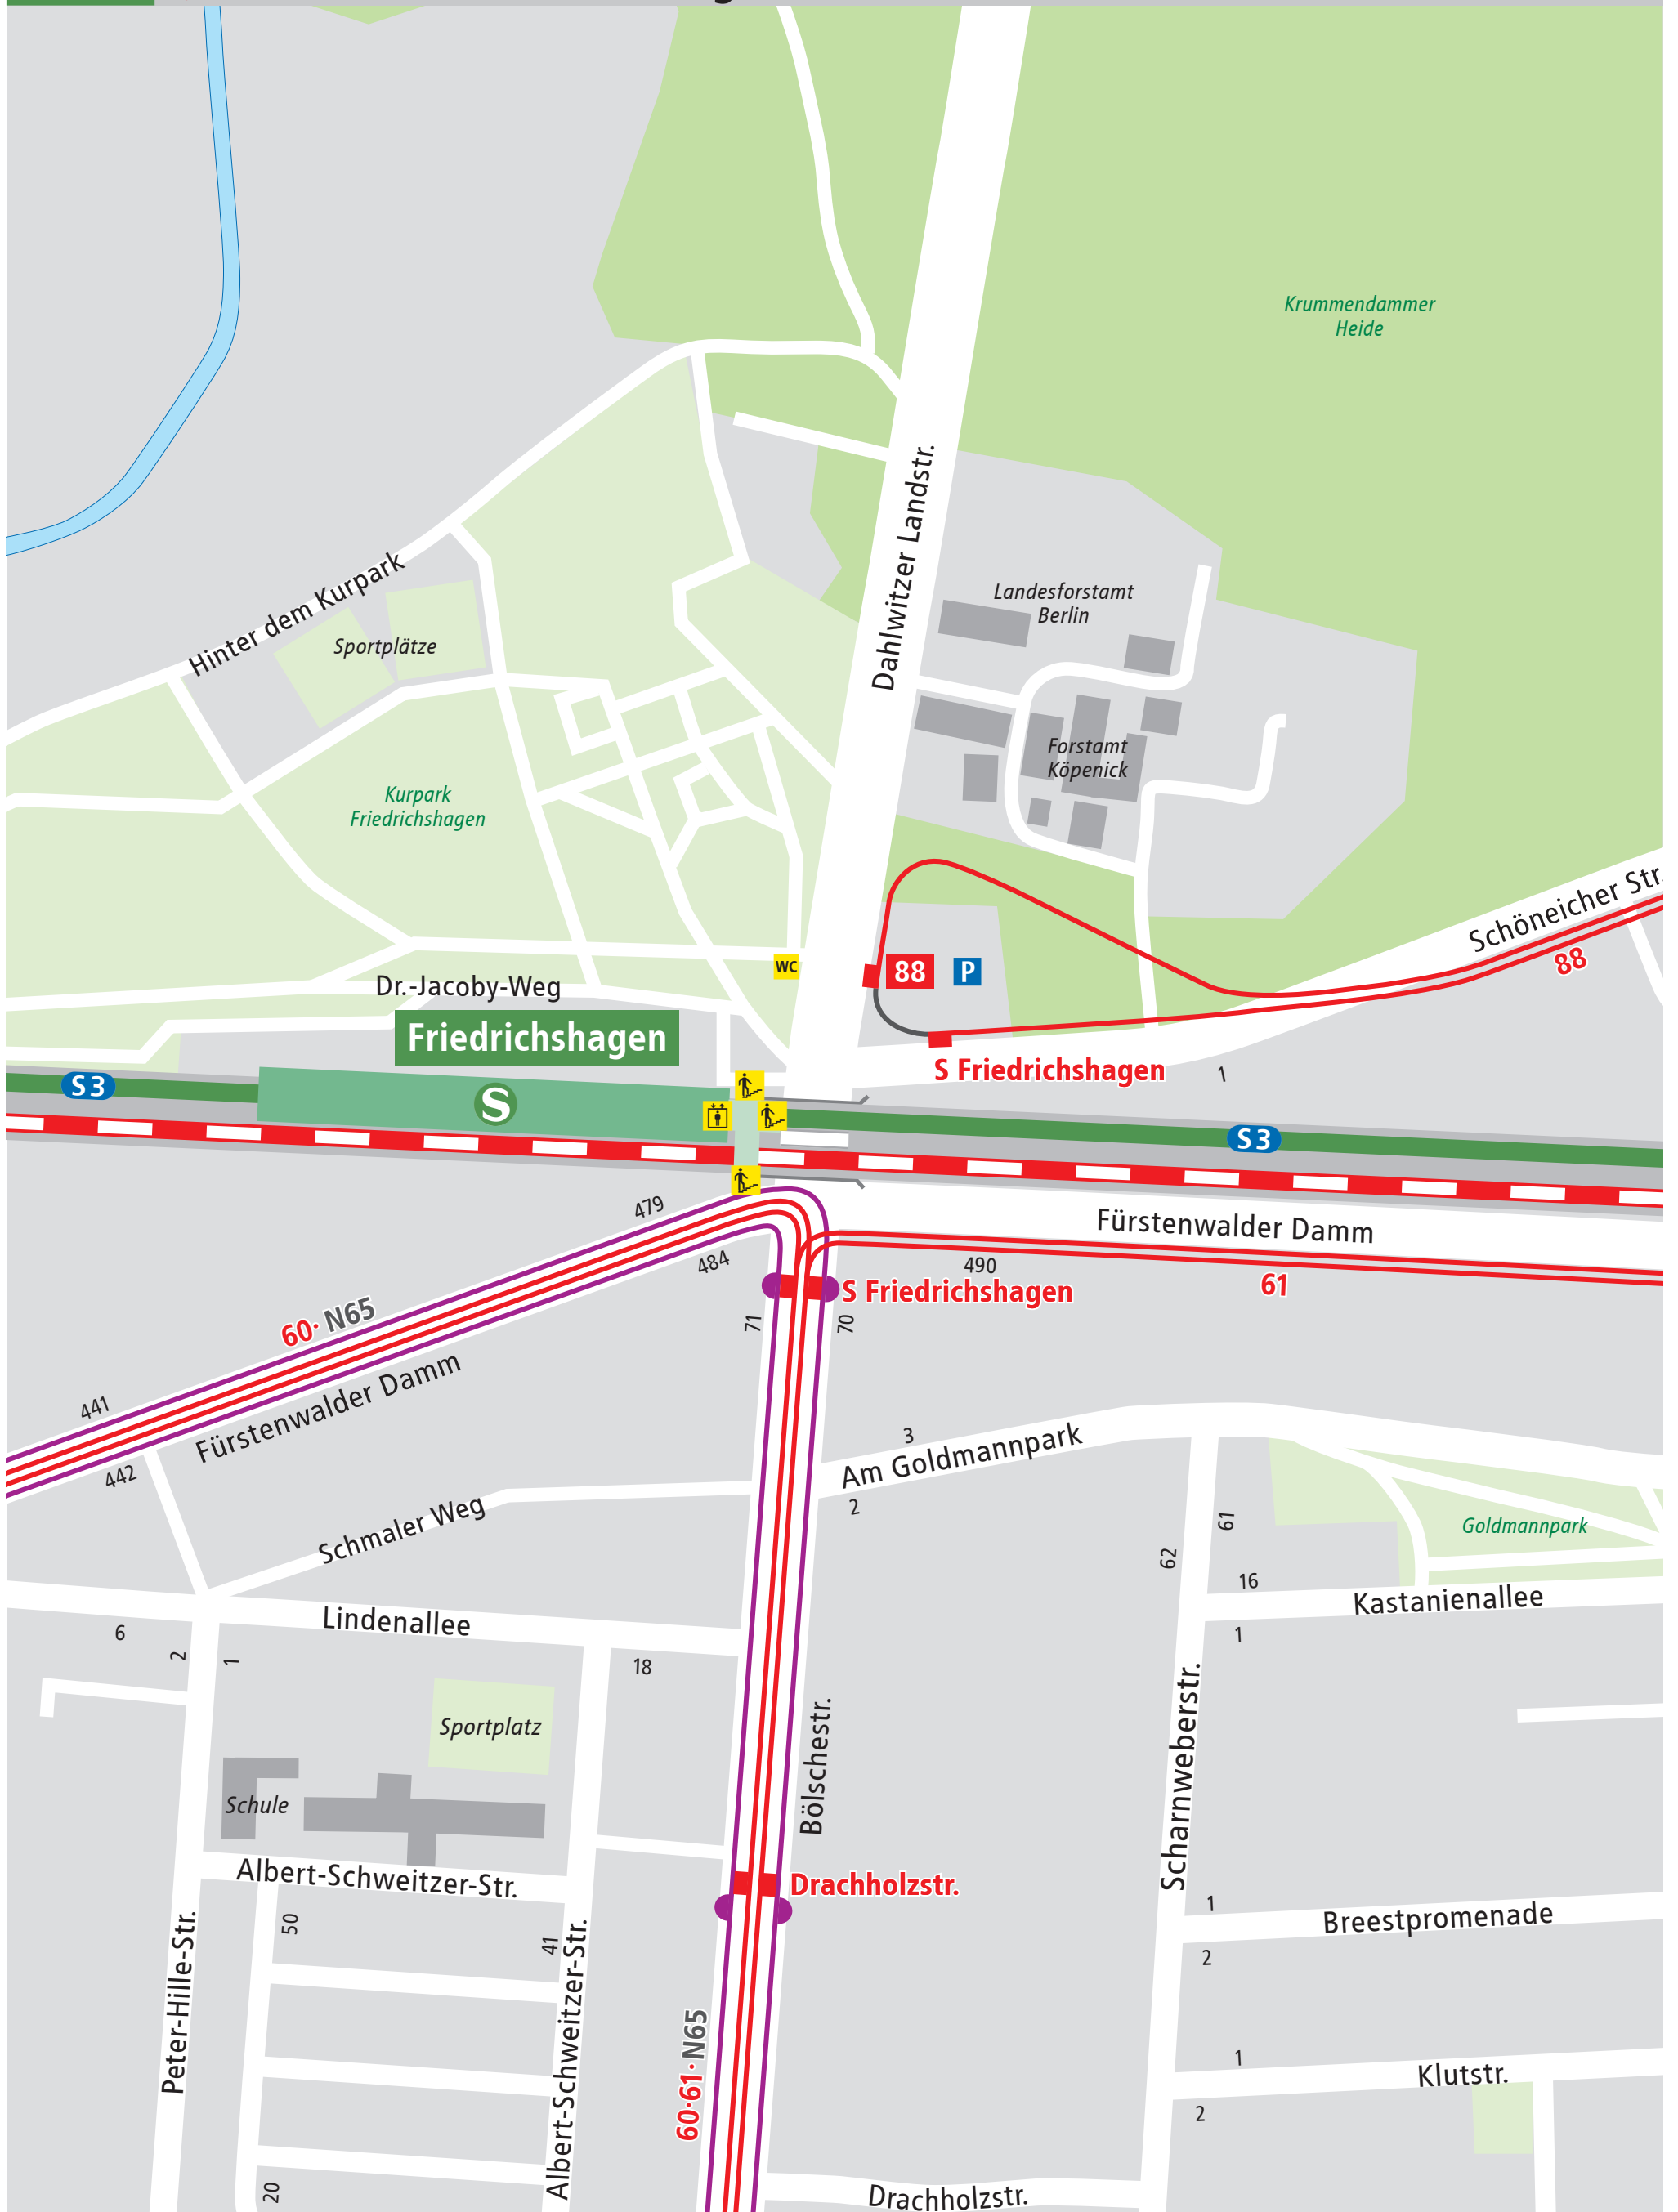 Krummendammer
Heide
Dahlwitzer Landstr.
Hinter dem Kurpark
Sportplätze
Landesforstamt
Berlin
Forstamt
Köpenick
Kurpark
Friedrichshagen
Schöneicher Str.
88
WC
88
P
Dr.-Jacoby-Weg
Friedrichshagen
S Friedrichshagen
1
S3
S
S3
479
Fürstenwalder Damm
484
490
61
S Friedrichshagen
60· N65
71
70
Fürstenwalder Damm
441
442
3
Am Goldmannpark
2
Schmaler Weg
61
62
Goldmannpark
16
Kastanienallee
1
Lindenallee
6
2
1
18
Sportplatz
Bölschestr.
Scharnweberstr.
Schule
Albert-Schweitzer-Str.
Drachholzstr.
1
Breestpromenade
2
50
41
Peter-Hille-Str.
Albert-Schweitzer-Str.
60·61·N65
1
Klutstr.
2
20
Drachholzstr.